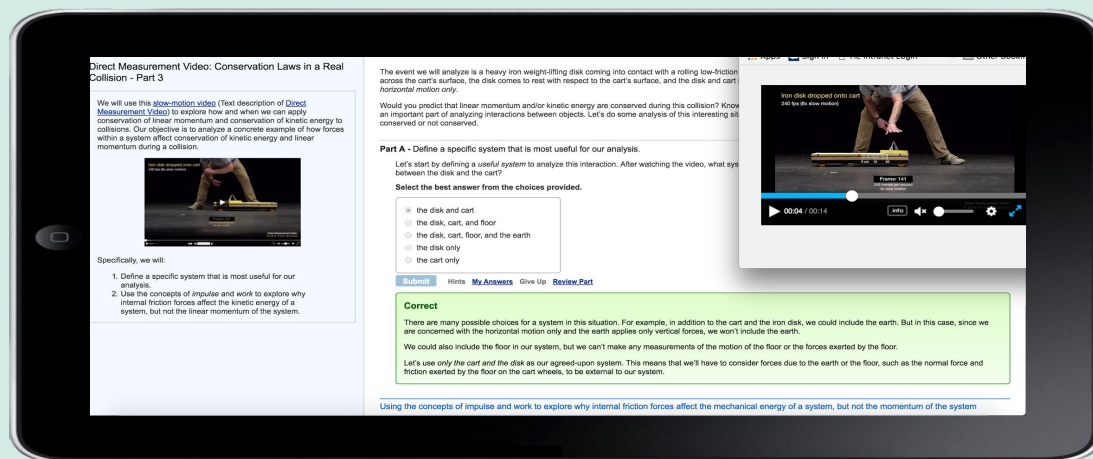 Direct Measurement Video: Conservation Laws in a Real
Collision - Part 3
We will use this slow-motion video (Text description of Direct
Measurement Video) to explore how and when we can apply
conservation of linear momentum and conservation of kinetic energy to
collisions. Our objective is to analyze a concrete example of how forces
within a system affect conservation of kinetic energy and linear
momentum during a collision.
Iron disk dropped onto cart
240 fps (8x slow motion)
Specifically, we will:
1. Define a specific system that is most useful for our
analysis.
2. Use the concepts of impulse and work to explore why
internal friction forces affect the kinetic energy of a
system, but not the linear momentum of the system.
The event we will analyze is a heavy iron weight-lifting disk coming into contact with a rolling low-friction
across the cart's surface, the disk comes to rest with respect to the cart's surface, and the disk and cart
horizontal motion only.
Would you predict that linear momentum and/or kinetic energy are conserved during this collision? Know
an important part of analyzing interactions between objects. Let's do some analysis of this interesting sit
conserved or not conserved.
Part A - Define a specific system that is most useful for our analysis.
Let's start by defining a useful system to analyze this interaction. After watching the video, what sys
between the disk and the cart?
Select the best answer from the choices provided.
the disk and cart
the disk, cart, and floor
the disk, cart, floor, and the earth
the disk only
the cart only
Submit Hints My Answers Give Up Review Part
Correct
There are many possible choices for a system in this situation. For example, in addition to the cart and the iron disk, we could include the earth. But in this case, since we
are concerned with the horizontal motion only and the earth applies only vertical forces, we won't include the earth.
We could also include the floor in our system, but we can't make any measurements of the motion of the floor or the forces exerted by the floor.
Let's use only the cart and the disk as our agreed-upon system. This means that we'll have to consider forces due to the earth or the floor, such as the normal force and
friction exerted by the floor on the cart wheels, to be external to our system.
Using the concepts of impulse and work to explore why internal friction forces affect the mechanical energy of a system, but not the momentum of the system
Iron disk dropped onto cart
240 fps (8x slow motion)
0 cm 10 20
Frame: 141
240 frames per second
8x slow motion
00:04 / 00:14 info